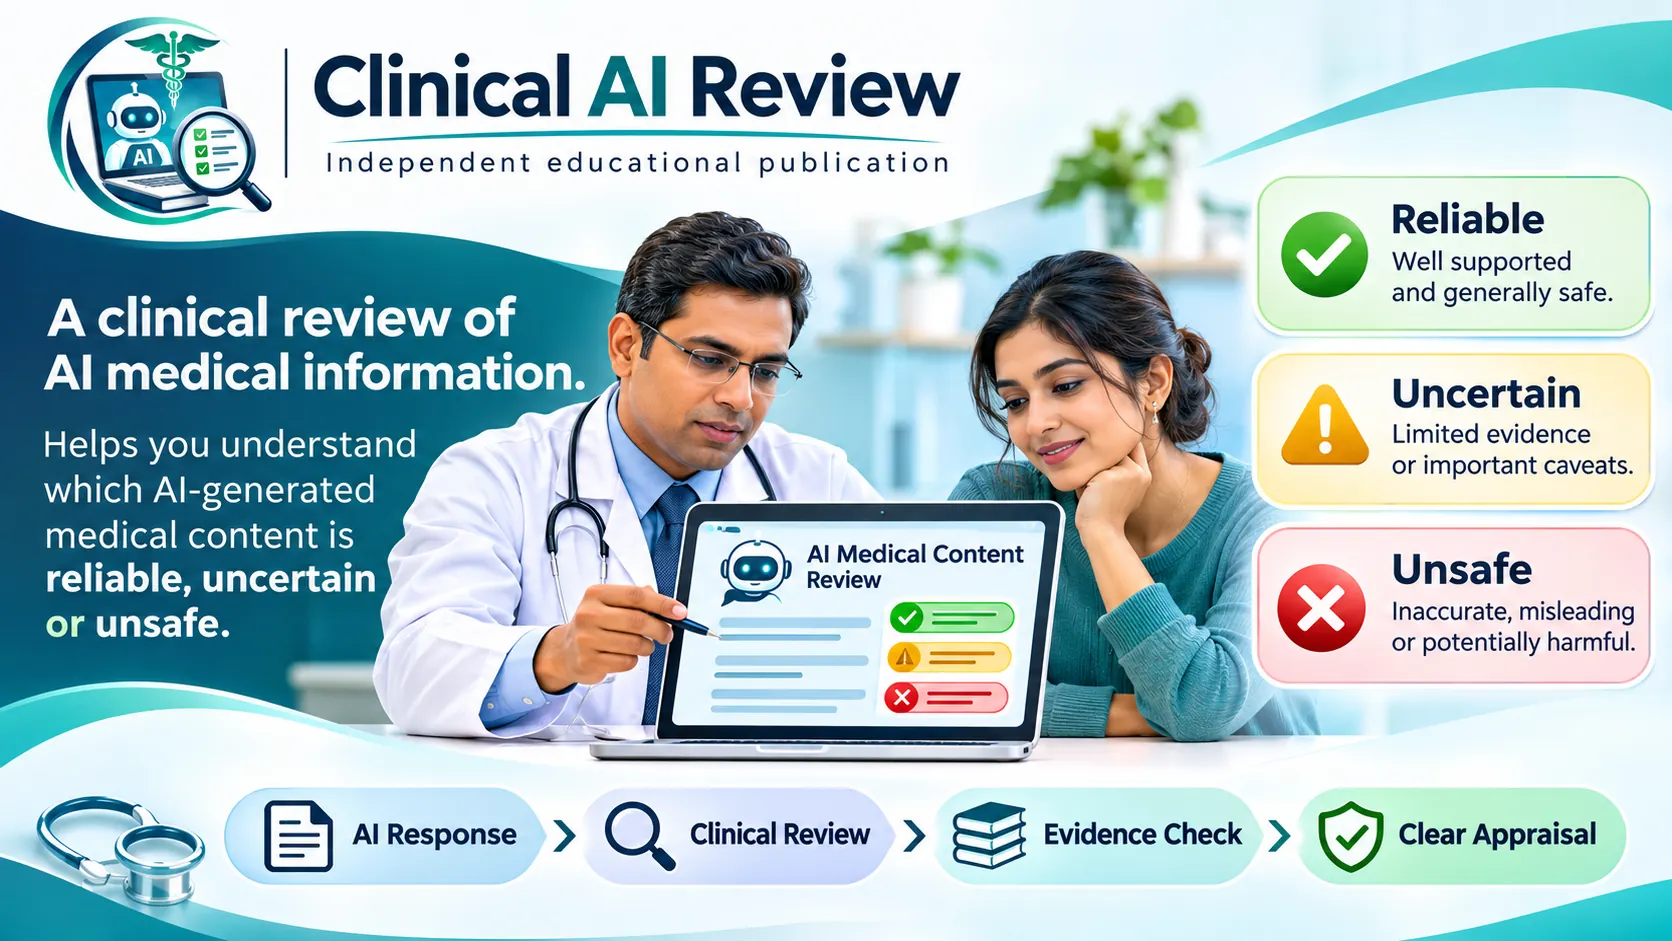 AI
Clinical AI Review
Independent educational publication
A clinical review of
AI medical information.
Helps you understand
which AI-generated
medical content is
reliable, uncertain
or unsafe.
AI Medical Content
Review
Reliable
Well supported
and generally safe.
Uncertain
Limited evidence
or important caveats.
Unsafe
Inaccurate, misleading
or potentially harmful.
AI Response
Clinical Review
Evidence Check
Clear Appraisal